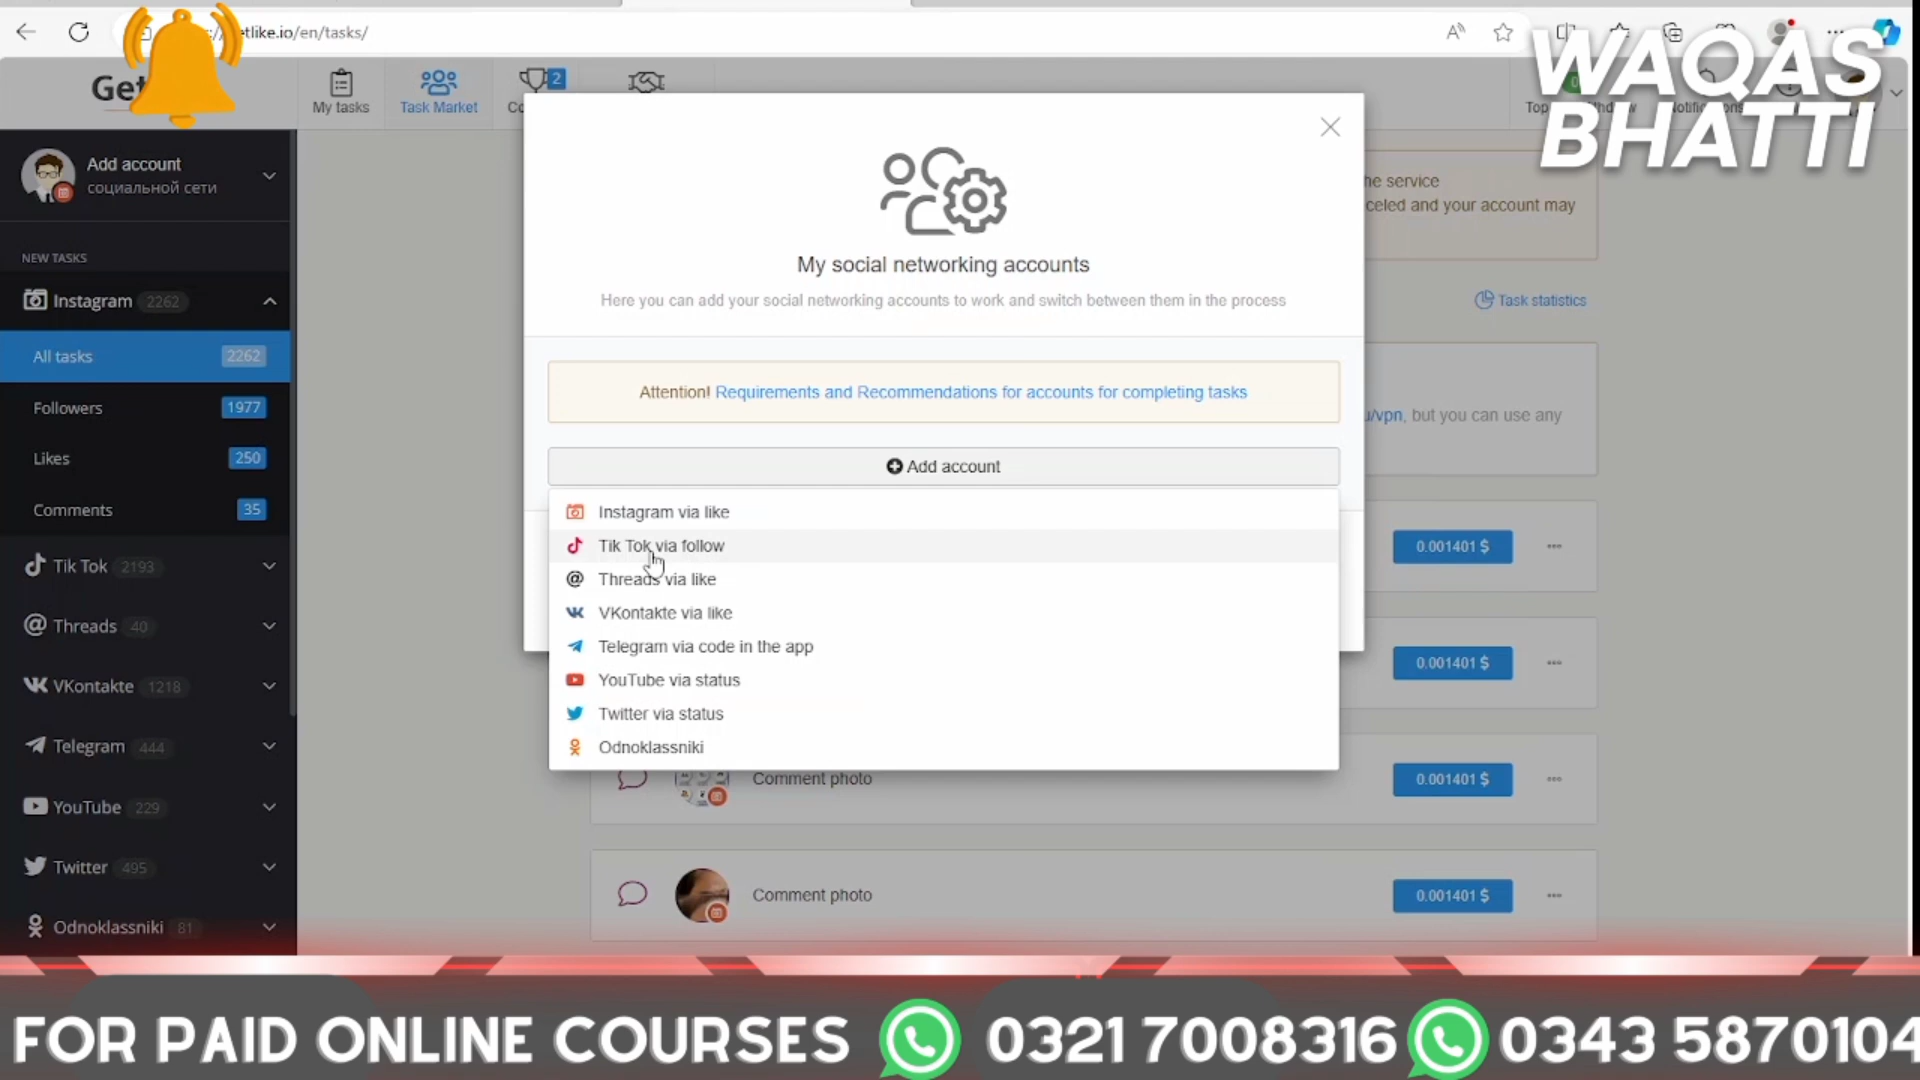 etlike.io/en/tasks/
WAQAS
BHATTI
Get
My tasks
Task Market
2
Add account
социальной сети
NEW TASKS
Instagram 2262
All tasks 2262
Followers 1977
Likes 250
Comments 35
Tik Tok 2193
Threads 40
VKontakte 1218
Telegram 444
YouTube 229
Twitter 495
Odnoklassniki 81
My social networking accounts
Here you can add your social networking accounts to work and switch between them in the process
Attention! Requirements and Recommendations for accounts for completing tasks
Add account
Instagram via like
Tik Tok via follow
Threads via like
VKontakte via like
Telegram via code in the app
YouTube via status
Twitter via status
Odnoklassniki
he service
celed and your account may
Task statistics
u/vpn, but you can use any
0.001401 $
0.001401 $
Comment photo 0.001401 $
Comment photo 0.001401 $
FOR PAID ONLINE COURSES 0321 7008316 0343 5870104